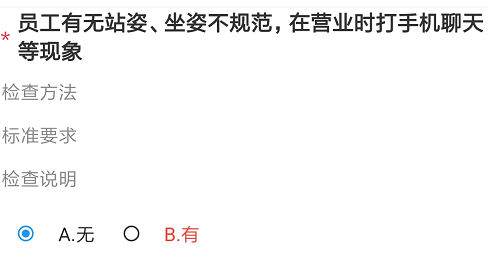 * 员工有无站姿、坐姿不规范，在营业时打手机聊天
等现象
检查方法
标准要求
检查说明
A.无 B.有